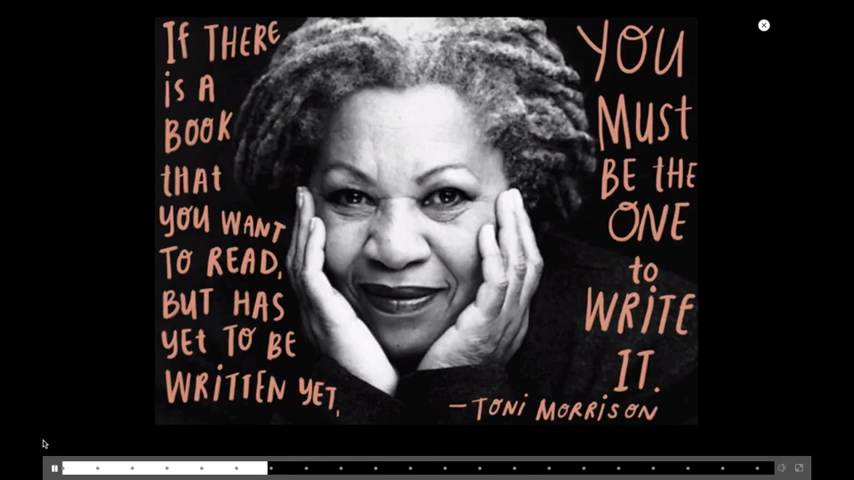 IF THERE
IS A
BOOK
THAT
YOU WANT
TO READ,
BUT HAS
YET TO BE
WRITTEN YET,
YOU
MUST
BE THE
ONE
to
WRITE
IT.
—TONI MORRISON